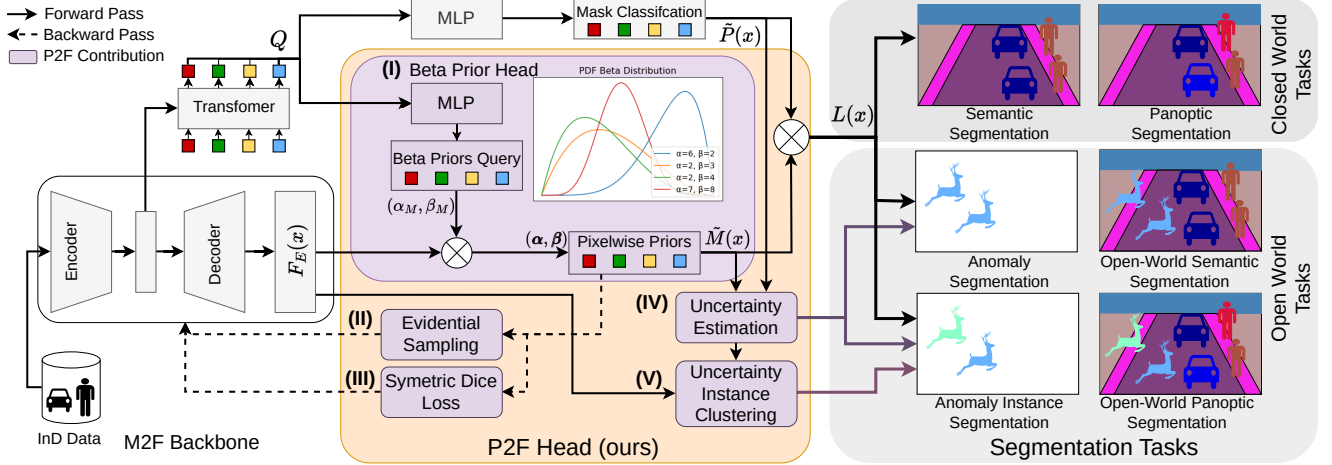 Forward Pass
Backward Pass
P2F Contribution
Q
MLP
Mask Classifcation
P̃(x)
Transfomer
(I) Beta Prior Head
MLP
Beta Priors Query
(α_M, β_M)
PDF Beta Distribution
α=6, β=2
α=2, β=3
α=2, β=4
α=7, β=8
Encoder
Decoder
F_E(x)
(α, β)
Pixelwise Priors
M̃(x)
L(x)
(II)
Evidential
Sampling
(III)
Symetric Dice
Loss
(IV)
Uncertainty
Estimation
(V)
Uncertainty
Instance
Clustering
InD Data
M2F Backbone
P2F Head (ours)
Semantic
Segmentation
Panoptic
Segmentation
Closed World
Tasks
Anomaly
Segmentation
Open-World Semantic
Segmentation
Anomaly Instance
Segmentation
Open-World Panoptic
Segmentation
Open World
Tasks
Segmentation Tasks